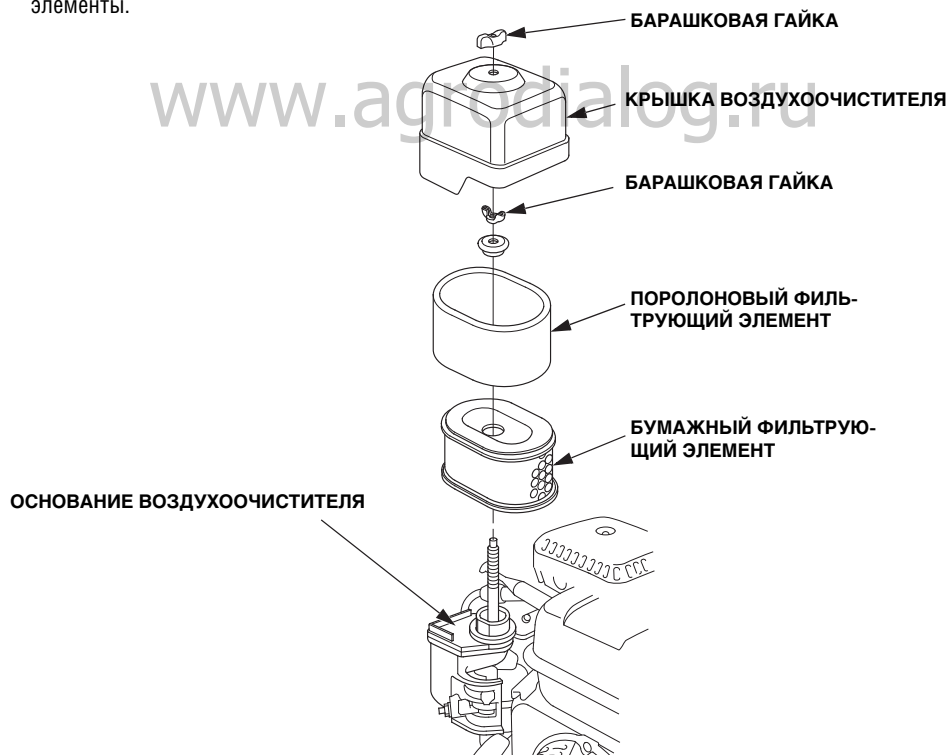 элементы.
БАРАШКОВАЯ ГАЙКА
www.agrodialog.ru
КРЫШКА ВОЗДУХООЧИСТИТЕЛЯ
БАРАШКОВАЯ ГАЙКА
ПОРОЛОНОВЫЙ ФИЛЬ-
ТРУЮЩИЙ ЭЛЕМЕНТ
БУМАЖНЫЙ ФИЛЬТРУЮ-
ЩИЙ ЭЛЕМЕНТ
ОСНОВАНИЕ ВОЗДУХООЧИСТИТЕЛЯ